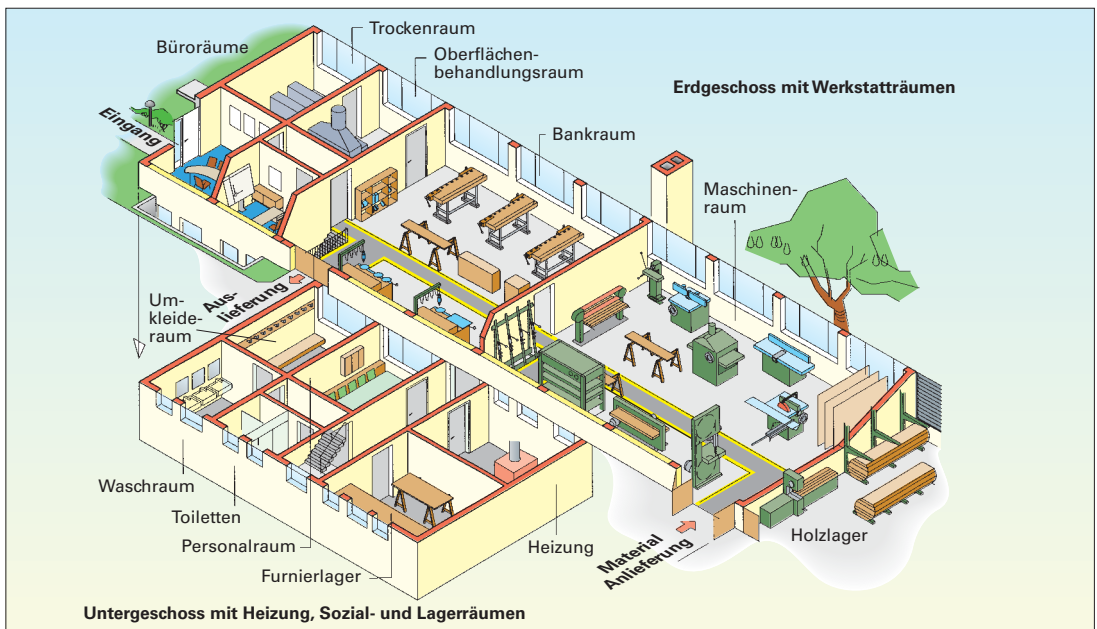 Trockenraum
Büroräume
Oberflächen-
behandlungsraum
Erdgeschoss mit Werkstatträumen
Eingang
Bankraum
Maschinen-
raum
Aus-
lieferung
Um-
kleide-
raum
Waschraum
Toiletten
Personalraum
Furnierlager
Heizung
Material
Anlieferung
Holzlager
Untergeschoss mit Heizung, Sozial- und Lagerräumen